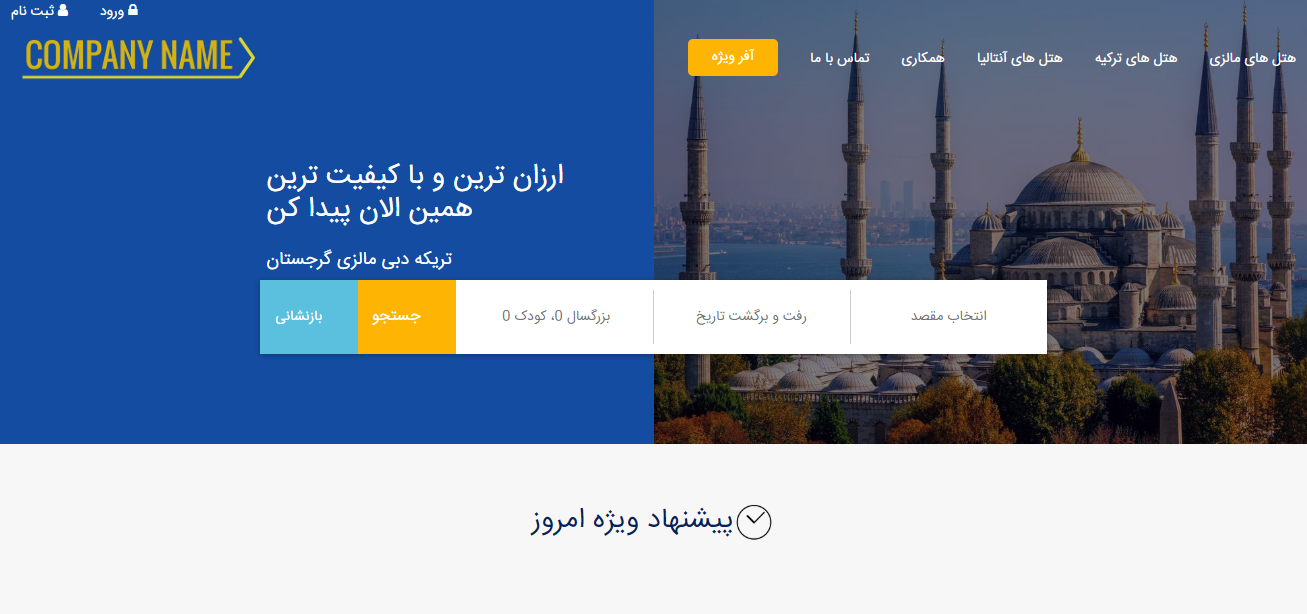 ورود
ثبت نام
COMPANY NAME
هتل های مالزی
هتل های ترکیه
هتل های آنتالیا
همکاری
تماس با ما
آفر ویژه
ارزان ترین و با کیفیت ترین
همین الان پیدا کن
تریکه دبی مالزی گرجستان
انتخاب مقصد
رفت و برگشت تاریخ
بزرگسال 0، کودک 0
جستجو
بازنشانی
پیشنهاد ویژه امروز